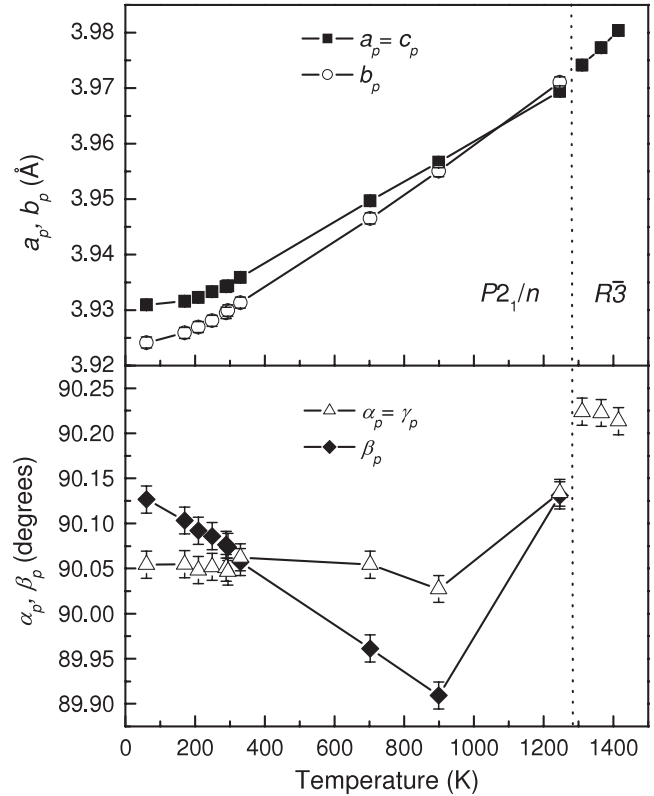 3.98
3.97
3.96
3.95
3.94
3.93
3.92
a_p, b_p (Å)
a_p = c_p
b_p
P2_1/n
R3̄
90.25
90.20
90.15
90.10
90.05
90.00
89.95
89.90
α_p, β_p (degrees)
α_p = γ_p
β_p
0 200 400 600 800 1000 1200 1400
Temperature (K)